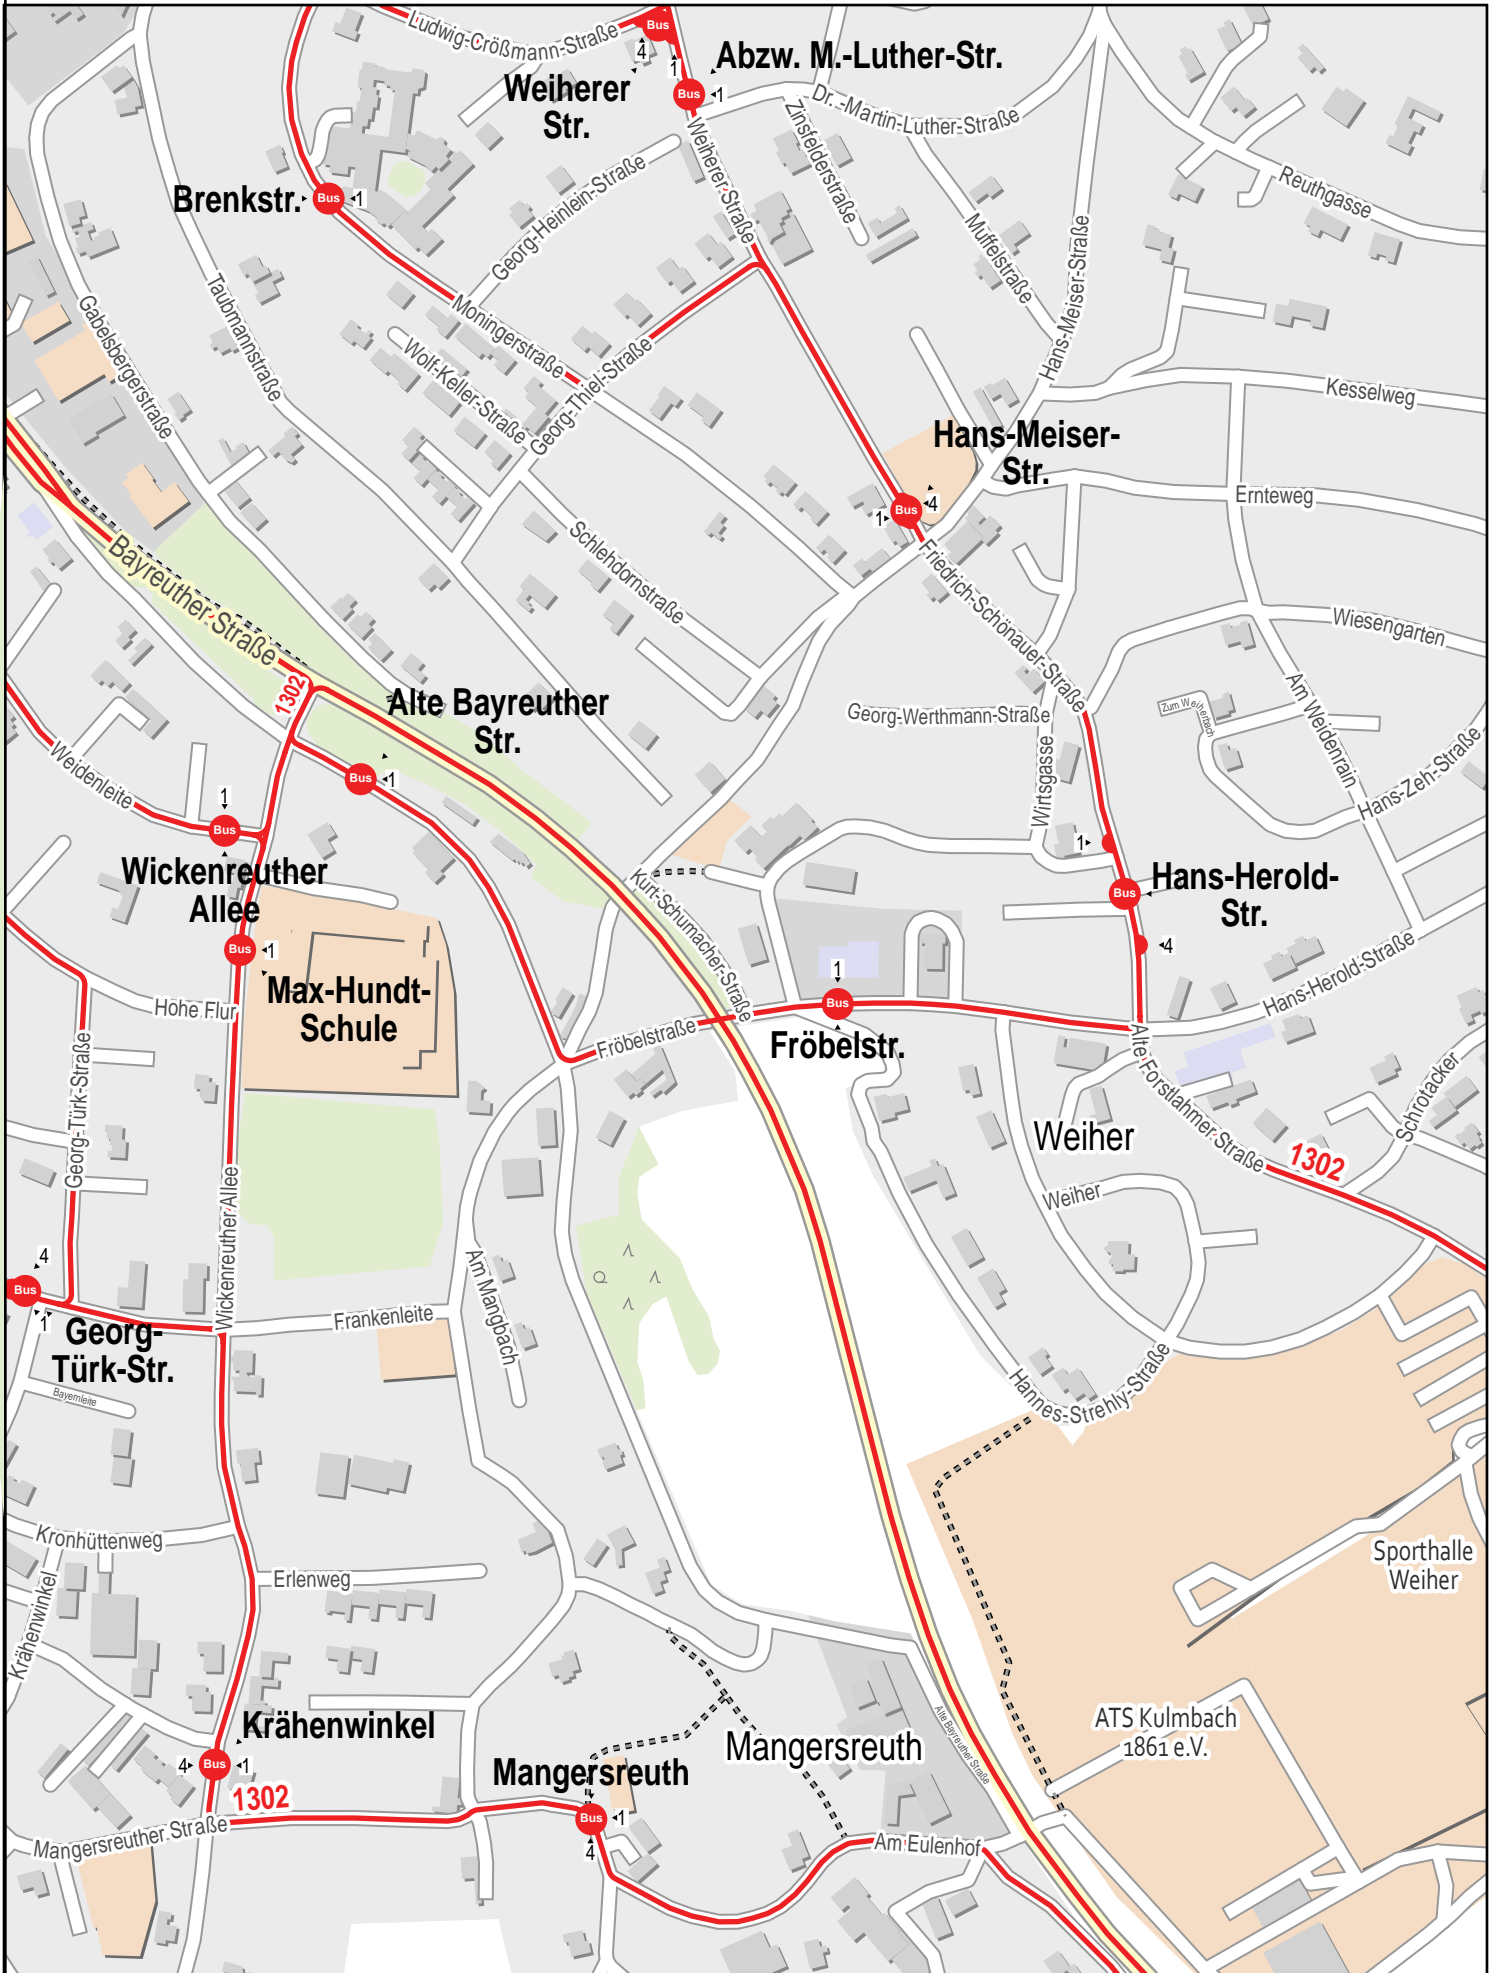 Ludwig-Crößmann-Straße
Bus
4
1
Abzw. M.-Luther-Str.
Weiherer
Str.
Bus
1
Dr.-Martin-Luther-Straße
Zinsfelderstraße
Weiherer-Straße
Brenkstr.
Bus
1
Georg-Heinlein-Straße
Reuthgasse
Muffelstraße
Hans-Meiser-Straße
Gabelsbergerstraße
Taubmannstraße
Moningerstraße
Wolf-Keller-Straße
Georg-Thiel-Straße
Kesselweg
Hans-Meiser-
Str.
Bus
4
1
Ernteweg
Bayreuther-Straße
Schlehdornstraße
Friedrich-Schönauer-Straße
Wiesengarten
1302
Alte Bayreuther
Str.
Georg-Werthmann-Straße
Zum Weiherbach
Am Weidenrain
Weidenleite
Bus
1
Wirtsgasse
Hans-Zeh-Straße
1
Bus
Wickenreuther
Allee
1
Kurt-Schumacher-Straße
Hans-Herold-
Str.
Bus
4
Bus
1
Max-Hundt-
Schule
Hohe Flur
1
Bus
Fröbelstr.
Fröbelstraße
Hans-Herold-Straße
Georg-Türk-Straße
Alte Forstlahmer-Straße
Schrotäcker
Weiher
1302
Weiher
Wickenreuther Allee
4
Bus
1
Georg-
Türk-Str.
Frankenleite
Am Mangbach
Bayernleite
Hannes-Strehly-Straße
Kronhüttenweg
Erlenweg
Krähenwinkel
Sporthalle
Weiher
Krähenwinkel
4
Bus
1
1302
Mangersreuther Straße
Mangersreuth
Mangersreuth
Bus
1
4
Alte Bayreuther Straße
ATS Kulmbach
1861 e.V.
Am Eulenhof